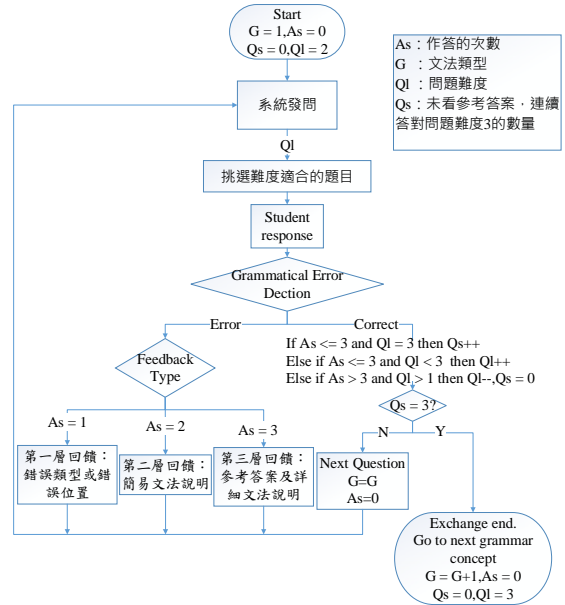 Start
G = 1,As = 0
Qs = 0,Ql = 2
As：作答的次數
G ：文法類型
Ql：問題難度
Qs：未看參考答案，連續
答對問題難度3的數量
系統發問
Ql
挑選難度適合的題目
Student
response
Grammatical Error
Dection
Error
Correct
If As <= 3 and Ql = 3 then Qs++
Else if As <= 3 and Ql < 3 then Ql++
Else if As > 3 and Ql > 1 then Ql--,Qs = 0
Feedback
Type
Qs = 3?
As = 1
As = 2
As = 3
N
Y
第一層回饋：
錯誤類型或錯
誤位置
第二層回饋：
簡易文法說明
第三層回饋：
參考答案及詳
細文法說明
Next Question
G=G
As=0
Exchange end.
Go to next grammar
concept
G = G+1,As = 0
Qs = 0,Ql = 3